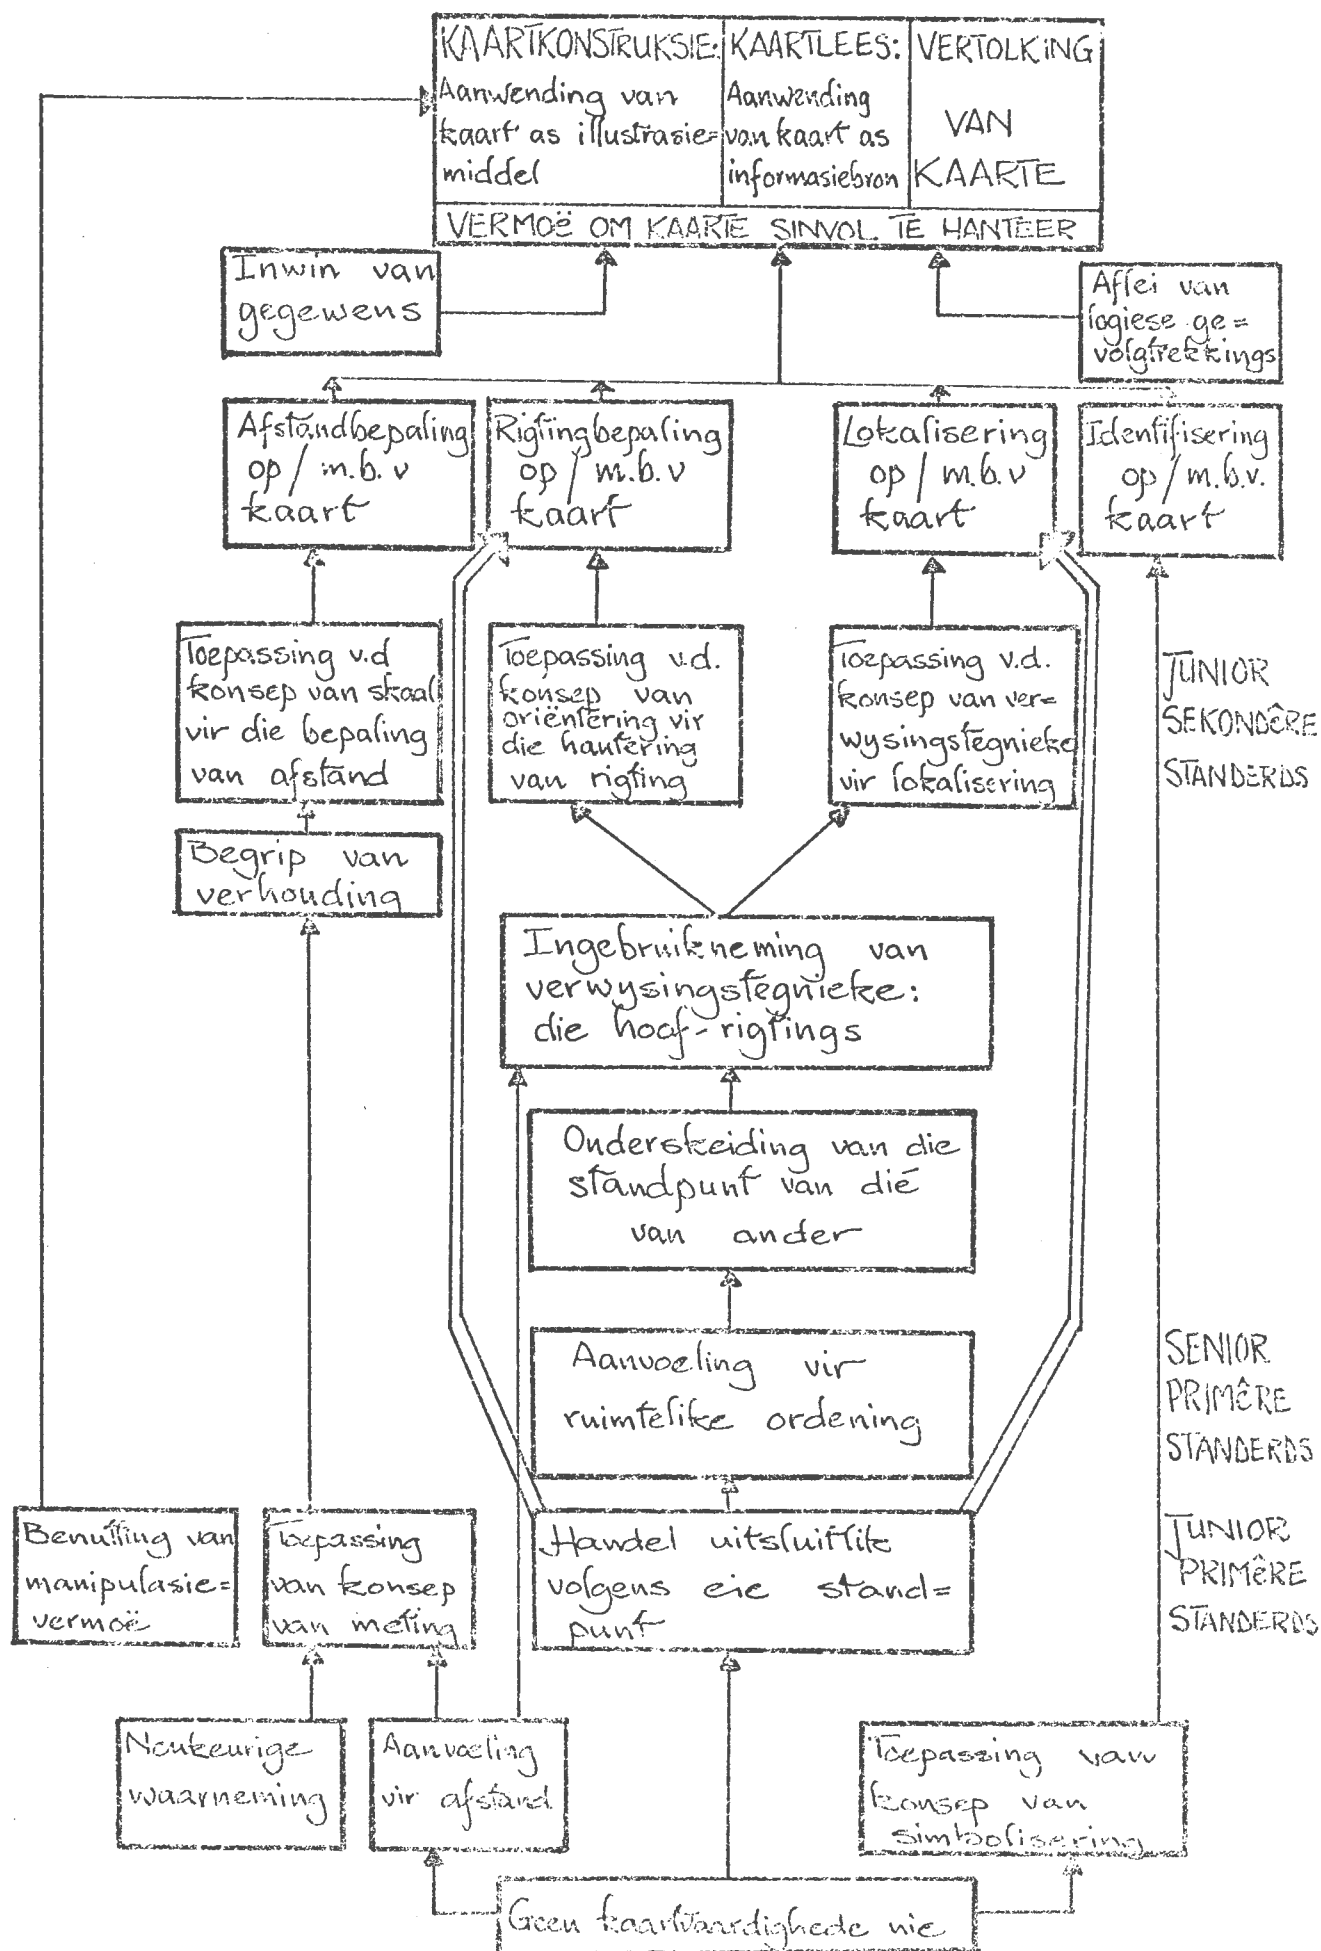 KAARTKONSTRUKSIE:
Aanwending van
kaart as illustrasie=
middel
KAARTLEES:
Aanwending
van kaart as
informasiebron
VERTOLKING
VAN
KAARTE
VERMOË OM KAARTE SINVOL TE HANTEER
Inwin van
gegewens
Aflei van
logiese ge=
volgtrekkings
Afstandbepaling
op/m.b.v
kaart
Rigtingbepaling
op/m.b.v
kaart
Lokalisering
op/m.b.v
kaart
Identifisering
op/m.b.v.
kaart
Toepassing v.d
konsep van skaal
vir die bepaling
van afstand
Toepassing v.d.
konsep van
oriëntering vir
die hantering
van rigting
Toepassing v.d.
konsep van ver=
wysingstegnieke
vir lokalisering
JUNIOR
SEKONDÊRE
STANDERDS
Begrip van
verhouding
Ingebruikneming van
verwysingstegnieke:
die hoof-rigtings
Onderskeiding van die
standpunt van dié
van ander
Aanvoeling vir
ruimtelike ordening
SENIOR
PRIMÊRE
STANDERDS
Benutting van
manipulasie=
vermoë
Toepassing
van konsep
van meting
Handel uitsluitlik
volgens eie stand=
punt
JUNIOR
PRIMÊRE
STANDERDS
Noukeurige
waarneming
Aanvoeling
vir afstand
Toepassing van
konsep van
simbolisering
Geen kaartvaardighede nie